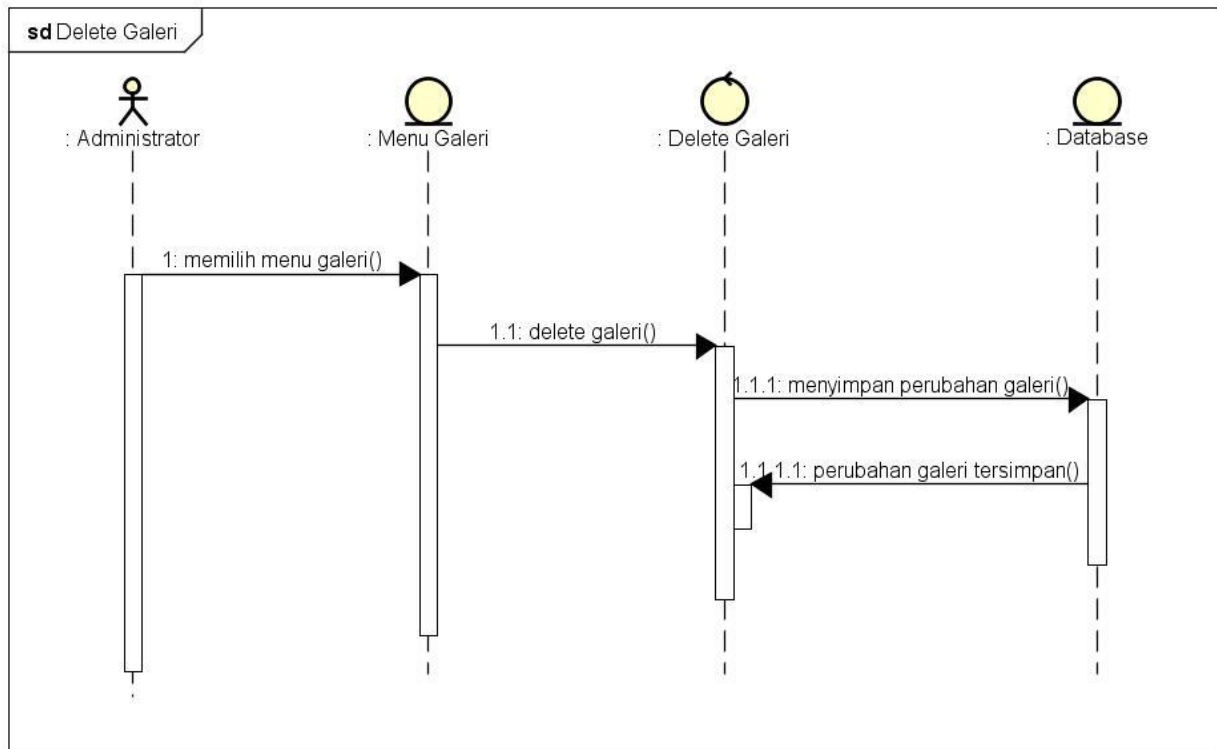 sd Delete Galeri
: Administrator
: Menu Galeri
: Delete Galeri
: Database
1: memilih menu galeri()
1.1: delete galeri()
1.1.1: menyimpan perubahan galeri()
1.1.1.1: perubahan galeri tersimpan()